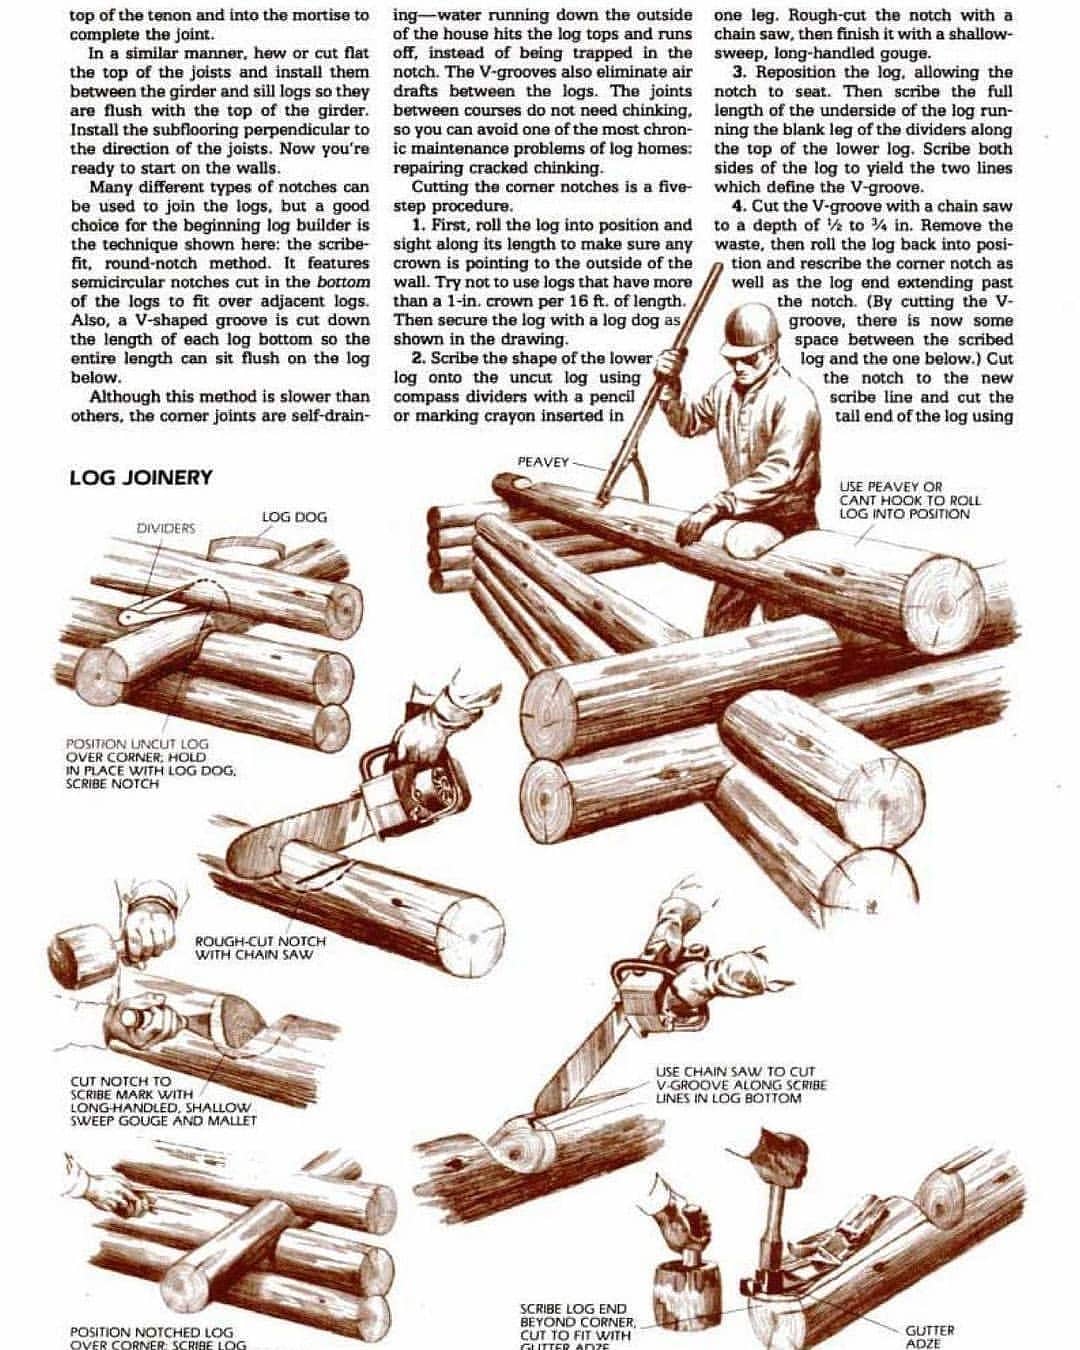 top of the tenon and into the mortise to
complete the joint.
In a similar manner, hew or cut flat
the top of the joists and install them
between the girder and sill logs so they
are flush with the top of the girder.
Install the subflooring perpendicular to
the direction of the joists. Now you're
ready to start on the walls.
Many different types of notches can
be used to join the logs, but a good
choice for the beginning log builder is
the technique shown here: the scribe-
fit, round-notch method. It features
semicircular notches cut in the bottom
of the logs to fit over adjacent logs.
Also, a V-shaped groove is cut down
the length of each log bottom so the
entire length can sit flush on the log
below.
Although this method is slower than
others, the corner joints are self-drain-
ing—water running down the outside
of the house hits the log tops and runs
off, instead of being trapped in the
notch. The V-grooves also eliminate air
drafts between the logs. The joints
between courses do not need chinking,
so you can avoid one of the most chron-
ic maintenance problems of log homes:
repairing cracked chinking.
Cutting the corner notches is a five-
step procedure.
1. First, roll the log into position and
sight along its length to make sure any
crown is pointing to the outside of the
wall. Try not to use logs that have more
than a 1-in. crown per 16 ft. of length.
Then secure the log with a log dog as
shown in the drawing.
2. Scribe the shape of the lower
log onto the uncut log using
compass dividers with a pencil
or marking crayon inserted in
one leg. Rough-cut the notch with a
chain saw, then finish it with a shallow-
sweep, long-handled gouge.
3. Reposition the log, allowing the
notch to seat. Then scribe the full
length of the underside of the log run-
ning the blank leg of the dividers along
the top of the lower log. Scribe both
sides of the log to yield the two lines
which define the V-groove.
4. Cut the V-groove with a chain saw
to a depth of ½ to ¾ in. Remove the
waste, then roll the log back into posi-
tion and rescribe the corner notch as
well as the log end extending past
the notch. (By cutting the V-
groove, there is now some
space between the scribed
log and the one below.) Cut
the notch to the new
scribe line and cut the
tail end of the log using
LOG JOINERY
DIVIDERS
LOG DOG
PEAVEY
USE PEAVEY OR
CANT HOOK TO ROLL
LOG INTO POSITION
POSITION UNCUT LOG
OVER CORNER; HOLD
IN PLACE WITH LOG DOG,
SCRIBE NOTCH
ROUGH-CUT NOTCH
WITH CHAIN SAW
CUT NOTCH TO
SCRIBE MARK WITH
LONG-HANDLED, SHALLOW
SWEEP GOUGE AND MALLET
USE CHAIN SAW TO CUT
V-GROOVE ALONG SCRIBE
LINES IN LOG BOTTOM
POSITION NOTCHED LOG
OVER CORNER; SCRIBE LOG
SCRIBE LOG END
BEYOND CORNER,
CUT TO FIT WITH
GUTTER ADZE
GUTTER
ADZE